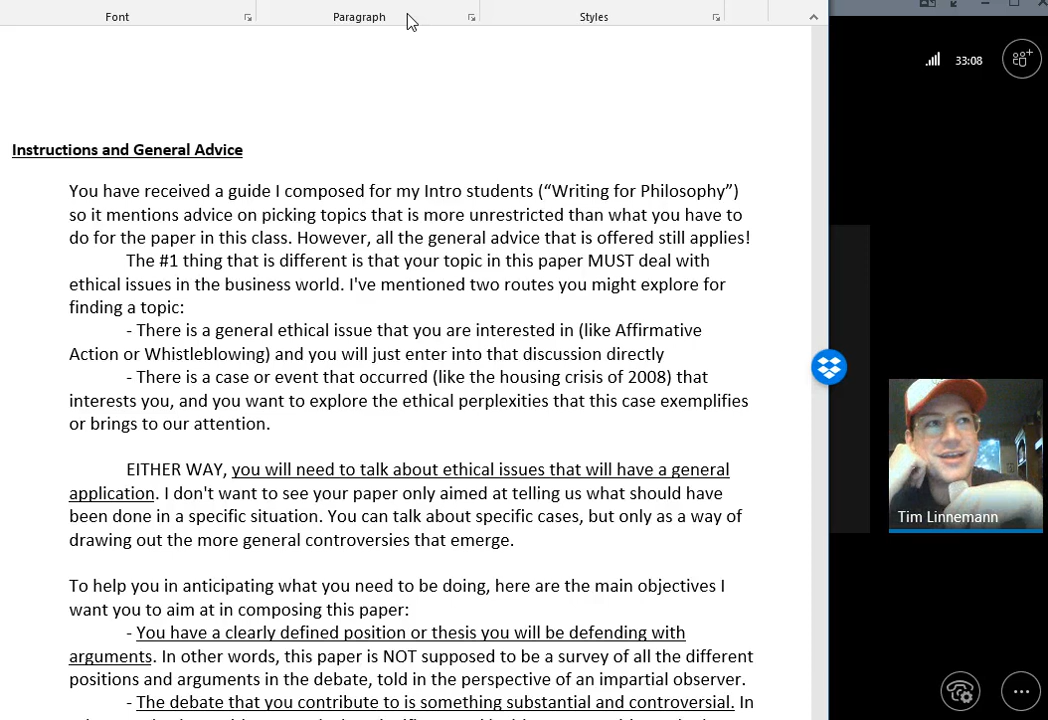 Font Paragraph Styles
33:08
Instructions and General Advice
You have received a guide I composed for my Intro students (“Writing for Philosophy”)
so it mentions advice on picking topics that is more unrestricted than what you have to
do for the paper in this class. However, all the general advice that is offered still applies!
The #1 thing that is different is that your topic in this paper MUST deal with
ethical issues in the business world. I've mentioned two routes you might explore for
finding a topic:
- There is a general ethical issue that you are interested in (like Affirmative
Action or Whistleblowing) and you will just enter into that discussion directly
- There is a case or event that occurred (like the housing crisis of 2008) that
interests you, and you want to explore the ethical perplexities that this case exemplifies
or brings to our attention.
EITHER WAY, you will need to talk about ethical issues that will have a general
application. I don't want to see your paper only aimed at telling us what should have
been done in a specific situation. You can talk about specific cases, but only as a way of
drawing out the more general controversies that emerge.
Tim Linnemann
To help you in anticipating what you need to be doing, here are the main objectives I
want you to aim at in composing this paper:
- You have a clearly defined position or thesis you will be defending with
arguments. In other words, this paper is NOT supposed to be a survey of all the different
positions and arguments in the debate, told in the perspective of an impartial observer.
- The debate that you contribute to is something substantial and controversial. In